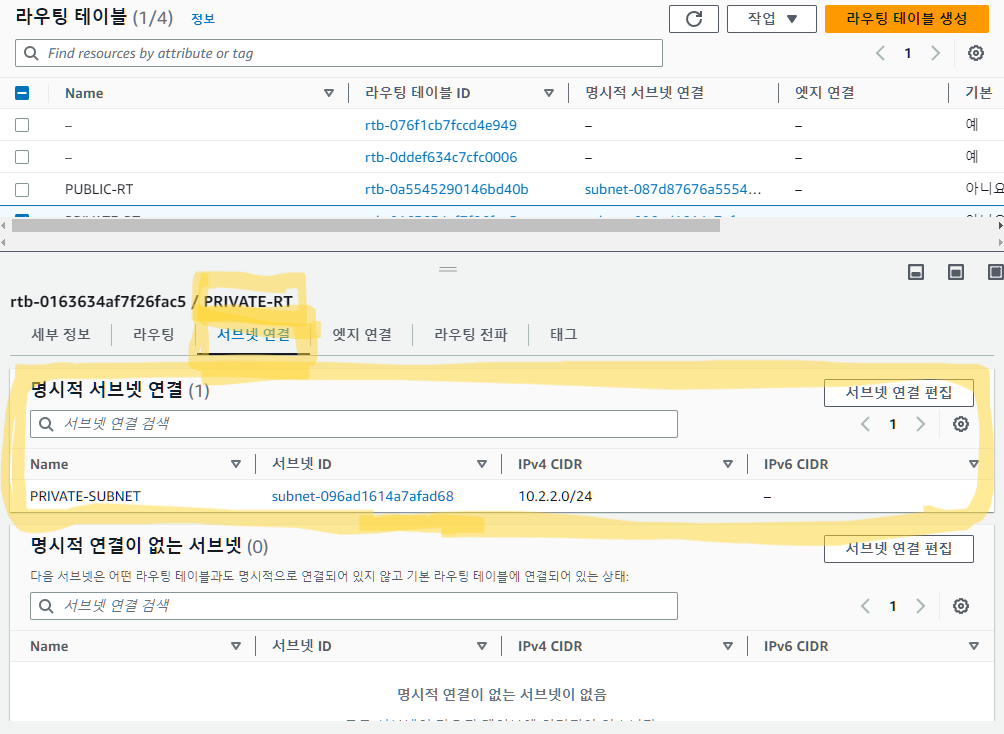 라우팅 테이블 (1/4) 정보
작업 ▼ 라우팅 테이블 생성
Find resources by attribute or tag
1
Name 라우팅 테이블 ID 명시적 서브넷 연결 엣지 연결 기본
– rtb-076f1cb7fccd4e949 – – 예
– rtb-0ddef634c7cfc0006 – – 예
PUBLIC-RT rtb-0a5545290146bd40b subnet-087d87676a5554... – 아니요
rtb-0163634af7f26fac5 / PRIVATE-RT
세부 정보 라우팅 서브넷 연결 엣지 연결 라우팅 전파 태그
명시적 서브넷 연결 (1) 서브넷 연결 편집
서브넷 연결 검색 1
Name 서브넷 ID IPv4 CIDR IPv6 CIDR
PRIVATE-SUBNET subnet-096ad1614a7afad68 10.2.2.0/24 –
명시적 연결이 없는 서브넷 (0) 서브넷 연결 편집
다음 서브넷은 어떤 라우팅 테이블과도 명시적으로 연결되어 있지 않고 기본 라우팅 테이블에 연결되어 있는 상태:
서브넷 연결 검색 1
Name 서브넷 ID IPv4 CIDR IPv6 CIDR
명시적 연결이 없는 서브넷이 없음